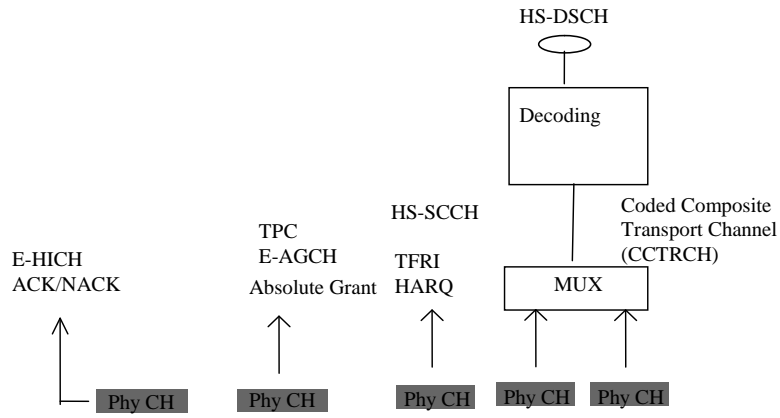 HS-DSCH
Decoding
HS-SCCH
Coded Composite
Transport Channel
(CCTRCH)
TPC
E-AGCH
Absolute Grant
E-HICH
ACK/NACK
TFRI
HARQ
MUX
Phy CH
Phy CH
Phy CH
Phy CH
Phy CH